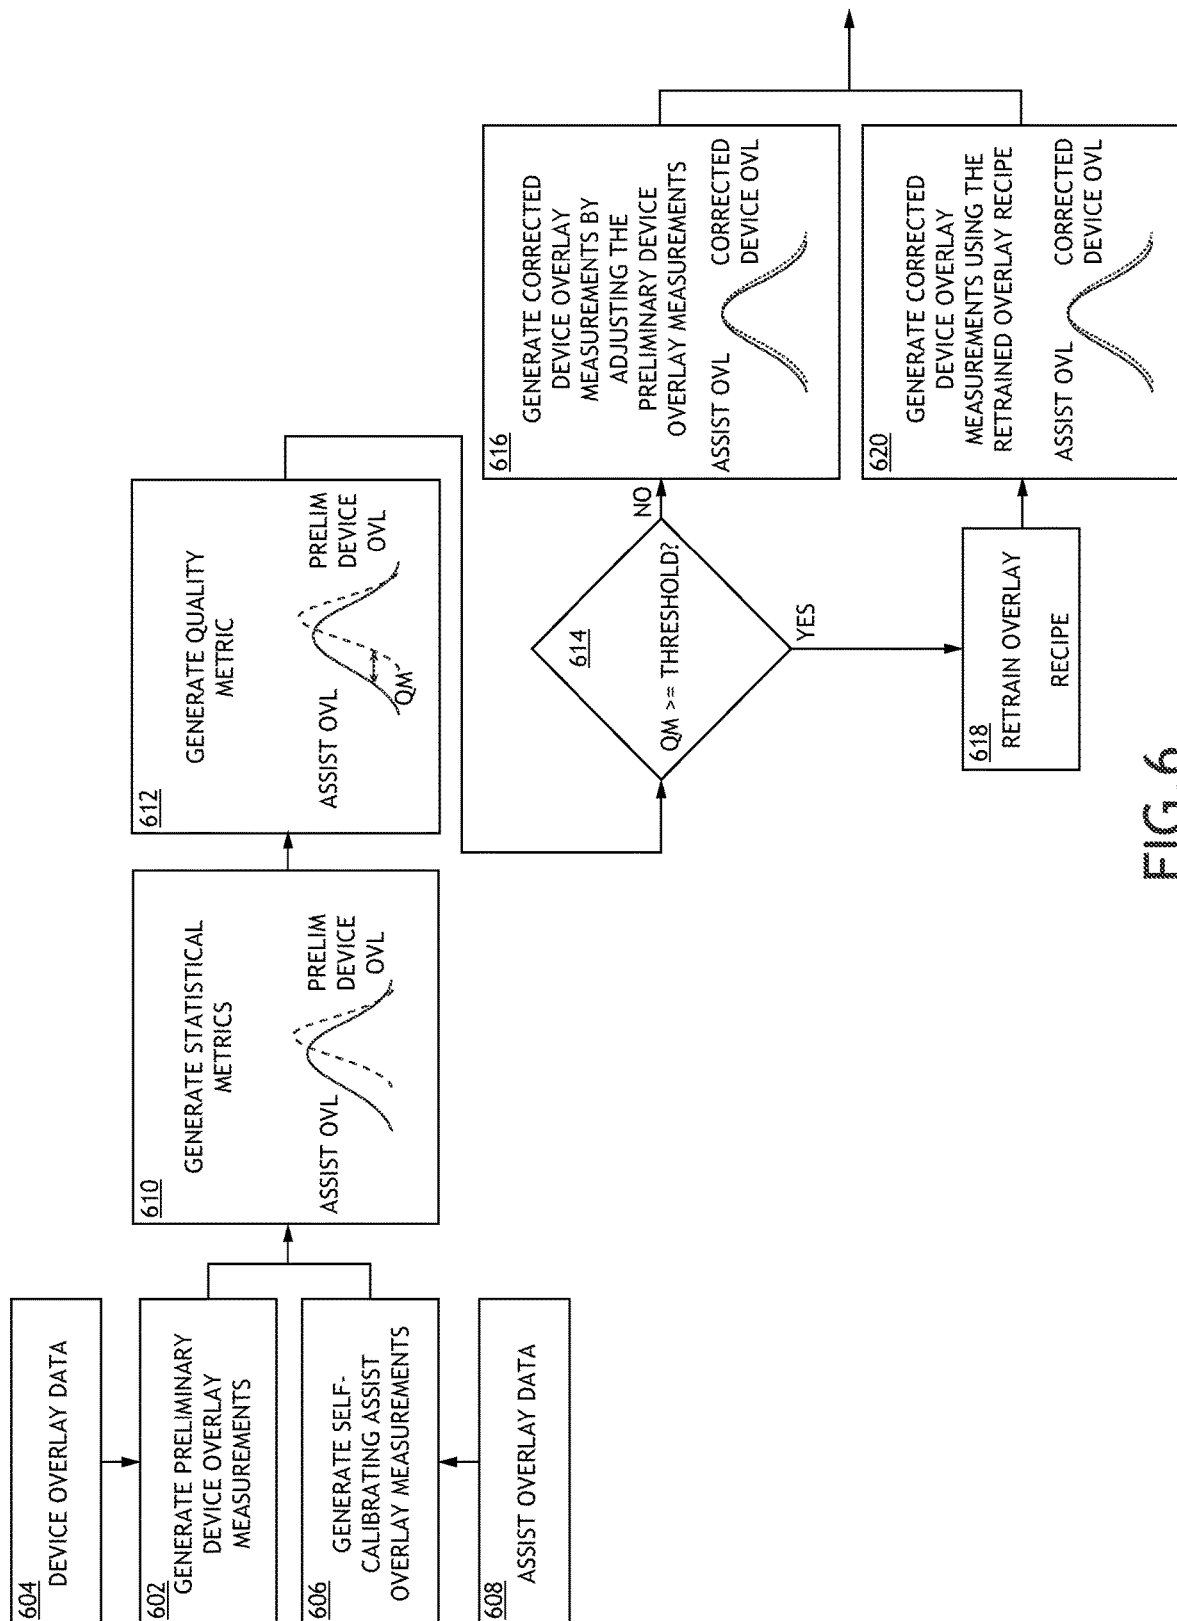 604
DEVICE OVERLAY DATA
602
GENERATE PRELIMINARY
DEVICE OVERLAY
MEASUREMENTS
606
GENERATE SELF-
CALIBRATING ASSIST
OVERLAY MEASUREMENTS
608
ASSIST OVERLAY DATA
610
GENERATE STATISTICAL
METRICS
ASSIST OVL
PRELIM
DEVICE
OVL
612
GENERATE QUALITY
METRIC
ASSIST OVL
PRELIM
DEVICE
OVL
QM
614
QM >= THRESHOLD?
NO
YES
616
GENERATE CORRECTED
DEVICE OVERLAY
MEASUREMENTS BY
ADJUSTING THE
PRELIMINARY DEVICE
OVERLAY MEASUREMENTS
ASSIST OVL
CORRECTED
DEVICE OVL
618
RETRAIN OVERLAY
RECIPE
620
GENERATE CORRECTED
DEVICE OVERLAY
MEASUREMENTS USING THE
RETRAINED OVERLAY RECIPE
ASSIST OVL
CORRECTED
DEVICE OVL
FIG.6